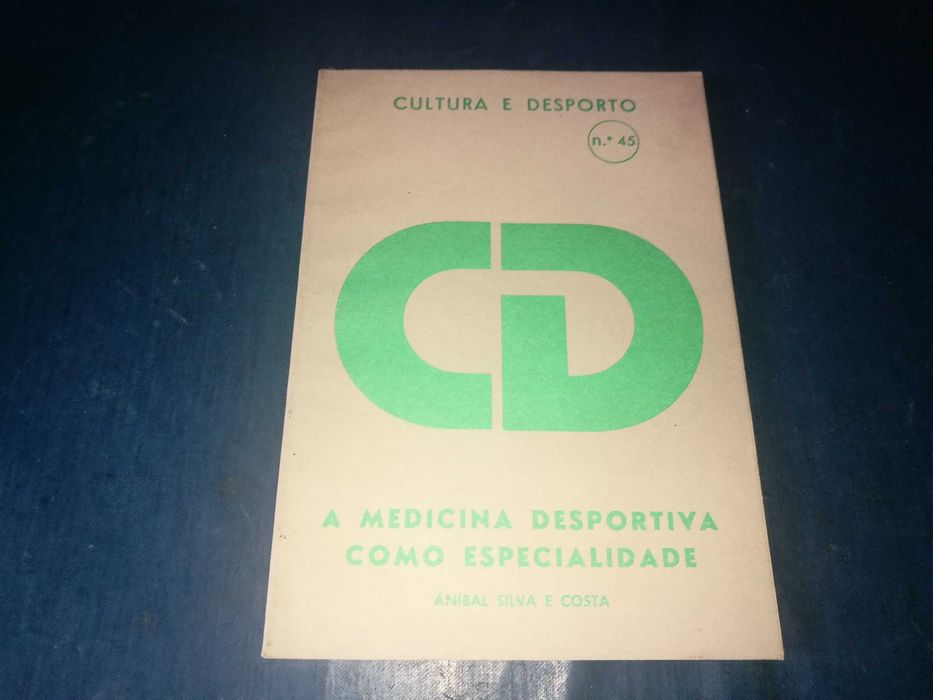 CULTURA E DESPORTO
n.º 45
CD
A MEDICINA DESPORTIVA
COMO ESPECIALIDADE
ANÍBAL SILVA E COSTA